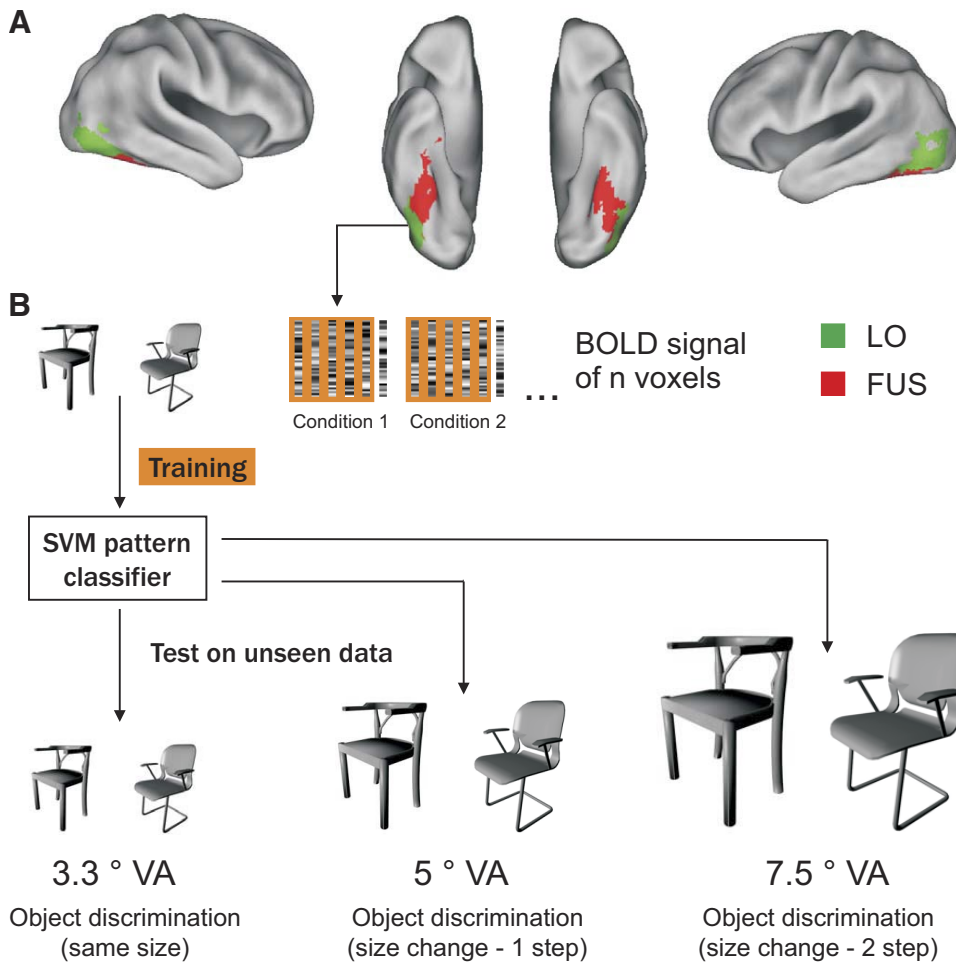 A
B
Condition 1
Condition 2
...
BOLD signal
of n voxels
LO
FUS
Training
SVM pattern
classifier
Test on unseen data
3.3 ° VA
Object discrimination
(same size)
5 ° VA
Object discrimination
(size change - 1 step)
7.5 ° VA
Object discrimination
(size change - 2 step)